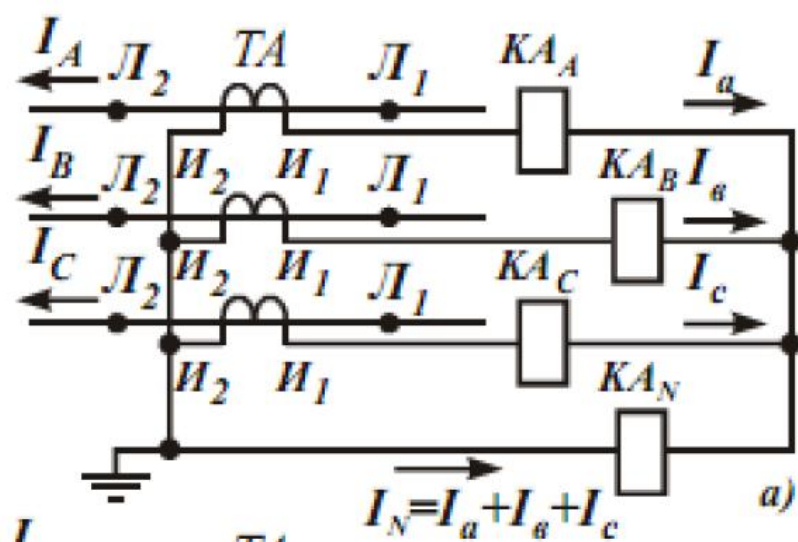 I_A Л_2 TA Л_1 KA_A I_a
I_B Л_2 И_2 И_1 Л_1 KA_B I_в
I_C Л_2 И_2 И_1 Л_1 KA_C I_c
И_2 И_1 KA_N
I_N=I_a+I_в+I_c а)